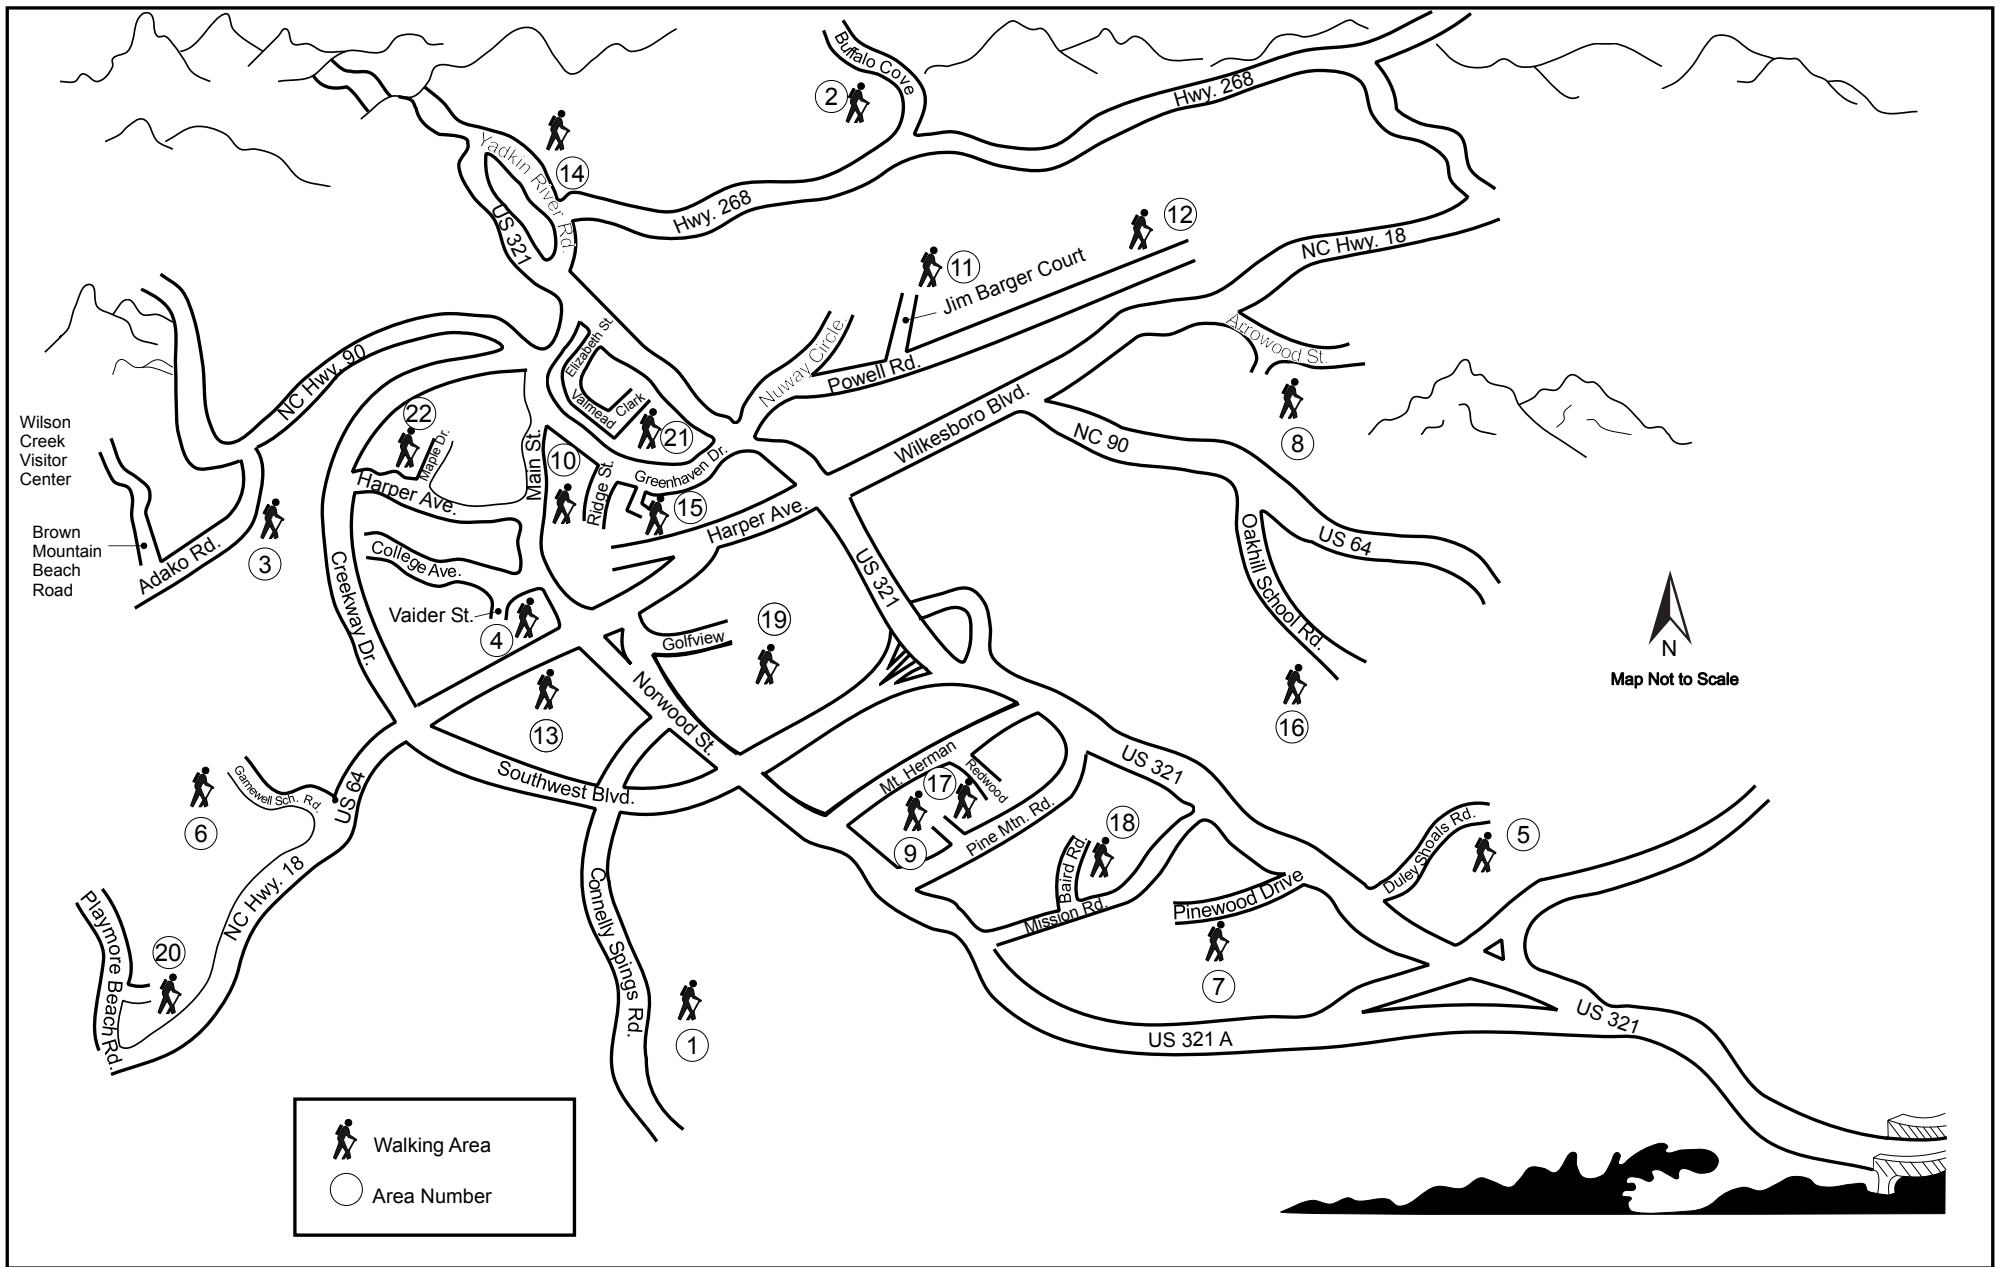 Buffalo Cove
2
Hwy. 268
14
Yadkin River Rd.
Hwy. 268
US 321
12
11
Jim Barger Court
NC Hwy. 18
Arrowood St.
Elizabeth St.
Nuway Circle.
Powell Rd.
NC Hwy. 90
Valmead
Clark
21
22
Maple Dr.
Wilson
Creek
Visitor
Center
Wilkesboro Blvd.
NC 90
8
Main St.
10
Ridge St.
Greenhaven Dr.
15
Harper Ave.
Harper Ave.
Brown
Mountain
Beach
Road
Adako Rd.
3
College Ave.
Creekway Dr.
Vaider St.
4
US 321
US 64
Oakhill School Rd.
16
19
Golfview
Norwood St.
N
Map Not to Scale
13
Southwest Blvd.
Mt. Herman
Redwood
17
9
Pine Mtn. Rd.
US 321
18
Baird Rd.
Mission Rd.
Pinewood Drive
7
Duley Shoals Rd.
5
Gamewell Sch. Rd.
6
US 64
NC Hwy. 18
Playmore Beach Rd.
20
Connelly Spings Rd.
1
US 321 A
US 321
Walking Area
Area Number